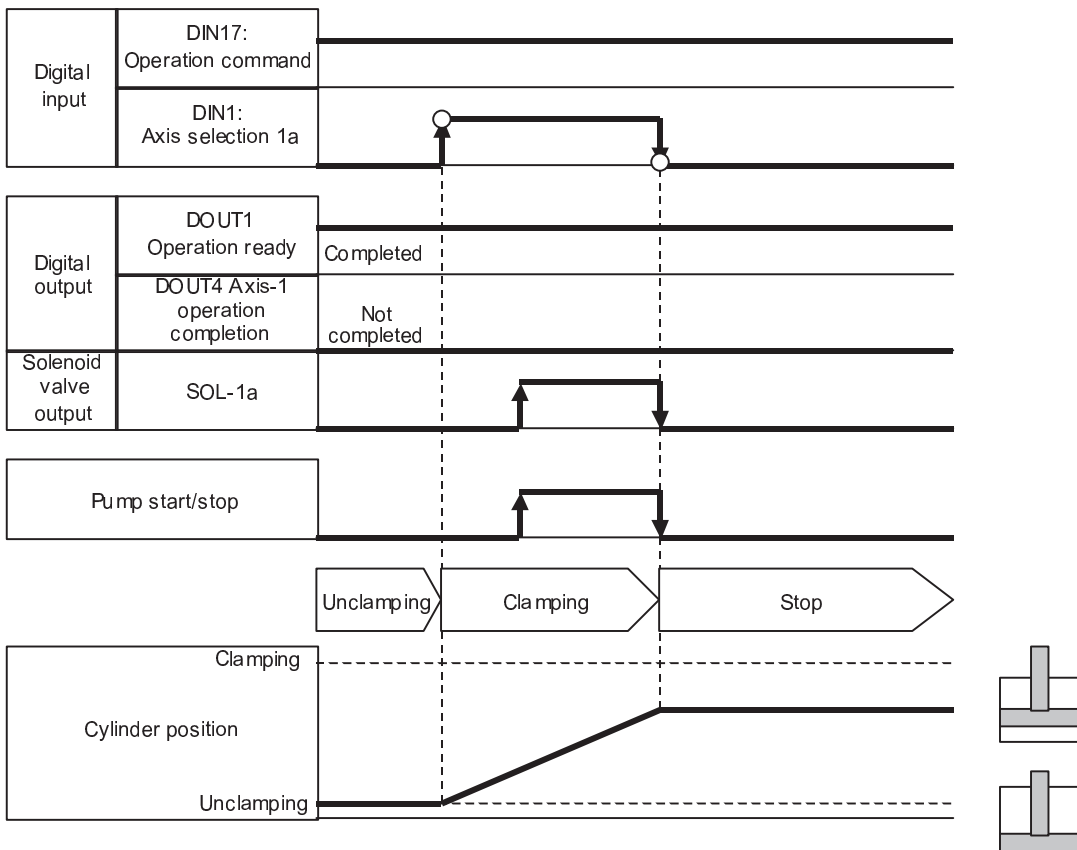 Digital
input
DIN17:
Operation command
DIN1:
Axis selection 1a
Digital
output
DOUT1
Operation ready
Completed
DOUT4 Axis-1
operation
completion
Not
completed
Solenoid
valve
output
SOL-1a
Pump start/stop
Unclamping
Clamping
Stop
Cylinder position
Clamping
Unclamping